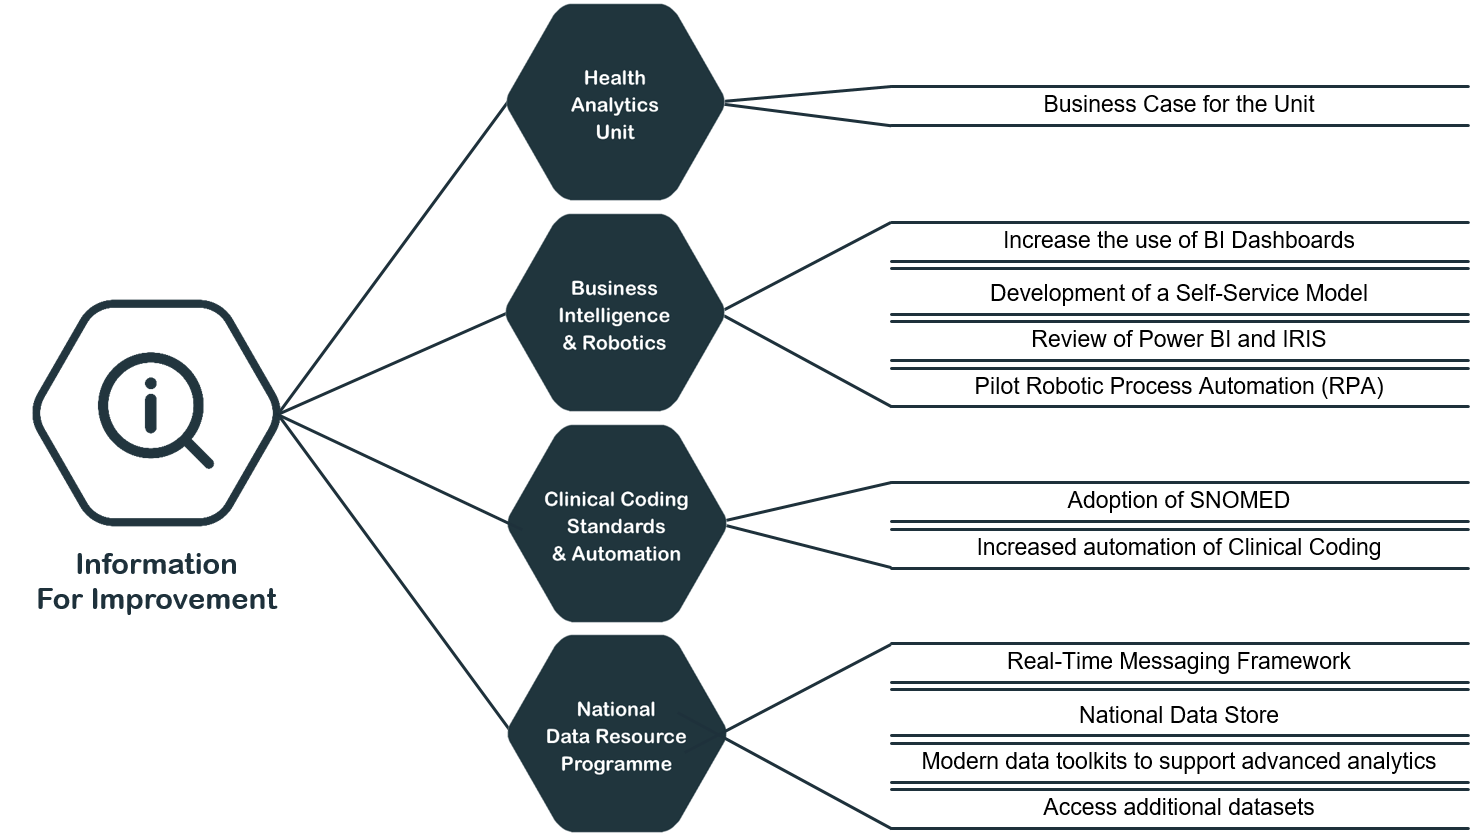 Information
For Improvement
Health
Analytics
Unit
Business Case for the Unit
Business
Intelligence
& Robotics
Increase the use of BI Dashboards
Development of a Self-Service Model
Review of Power BI and IRIS
Pilot Robotic Process Automation (RPA)
Clinical Coding
Standards
& Automation
Adoption of SNOMED
Increased automation of Clinical Coding
National
Data Resource
Programme
Real-Time Messaging Framework
National Data Store
Modern data toolkits to support advanced analytics
Access additional datasets